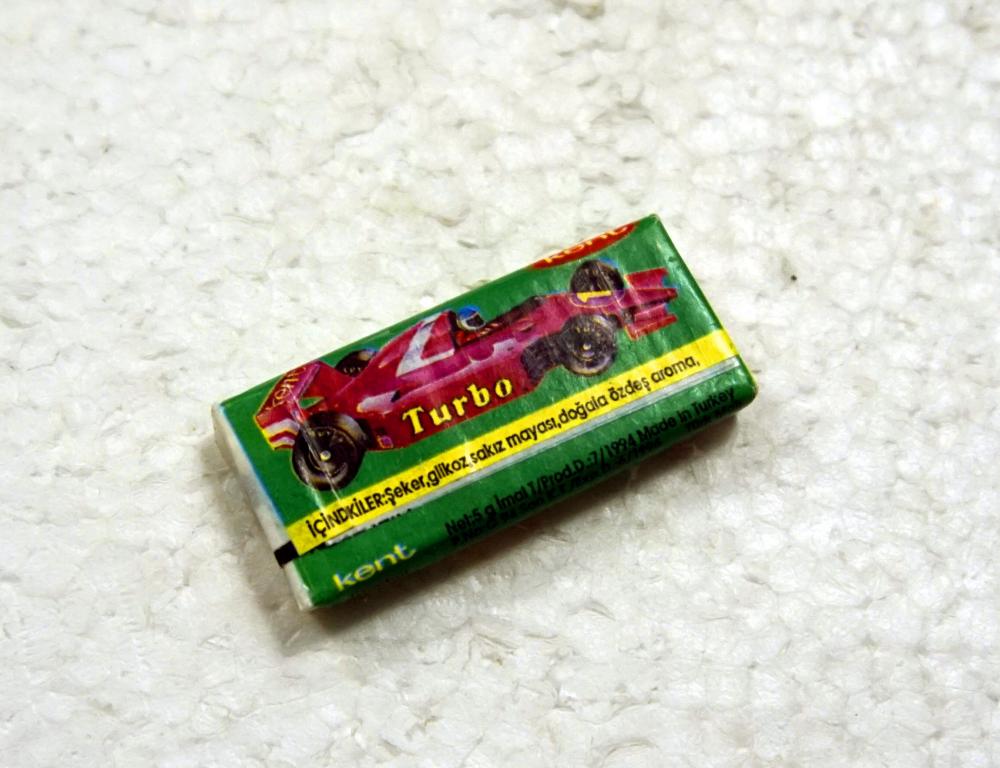 kent
Turbo
İÇİNDKİLER:Şeker,glikoz,sakız mayası,doğala özdeş aroma,
Net:5 g İmal T/Prod.D.-7/1994 Made in Turkey
kent